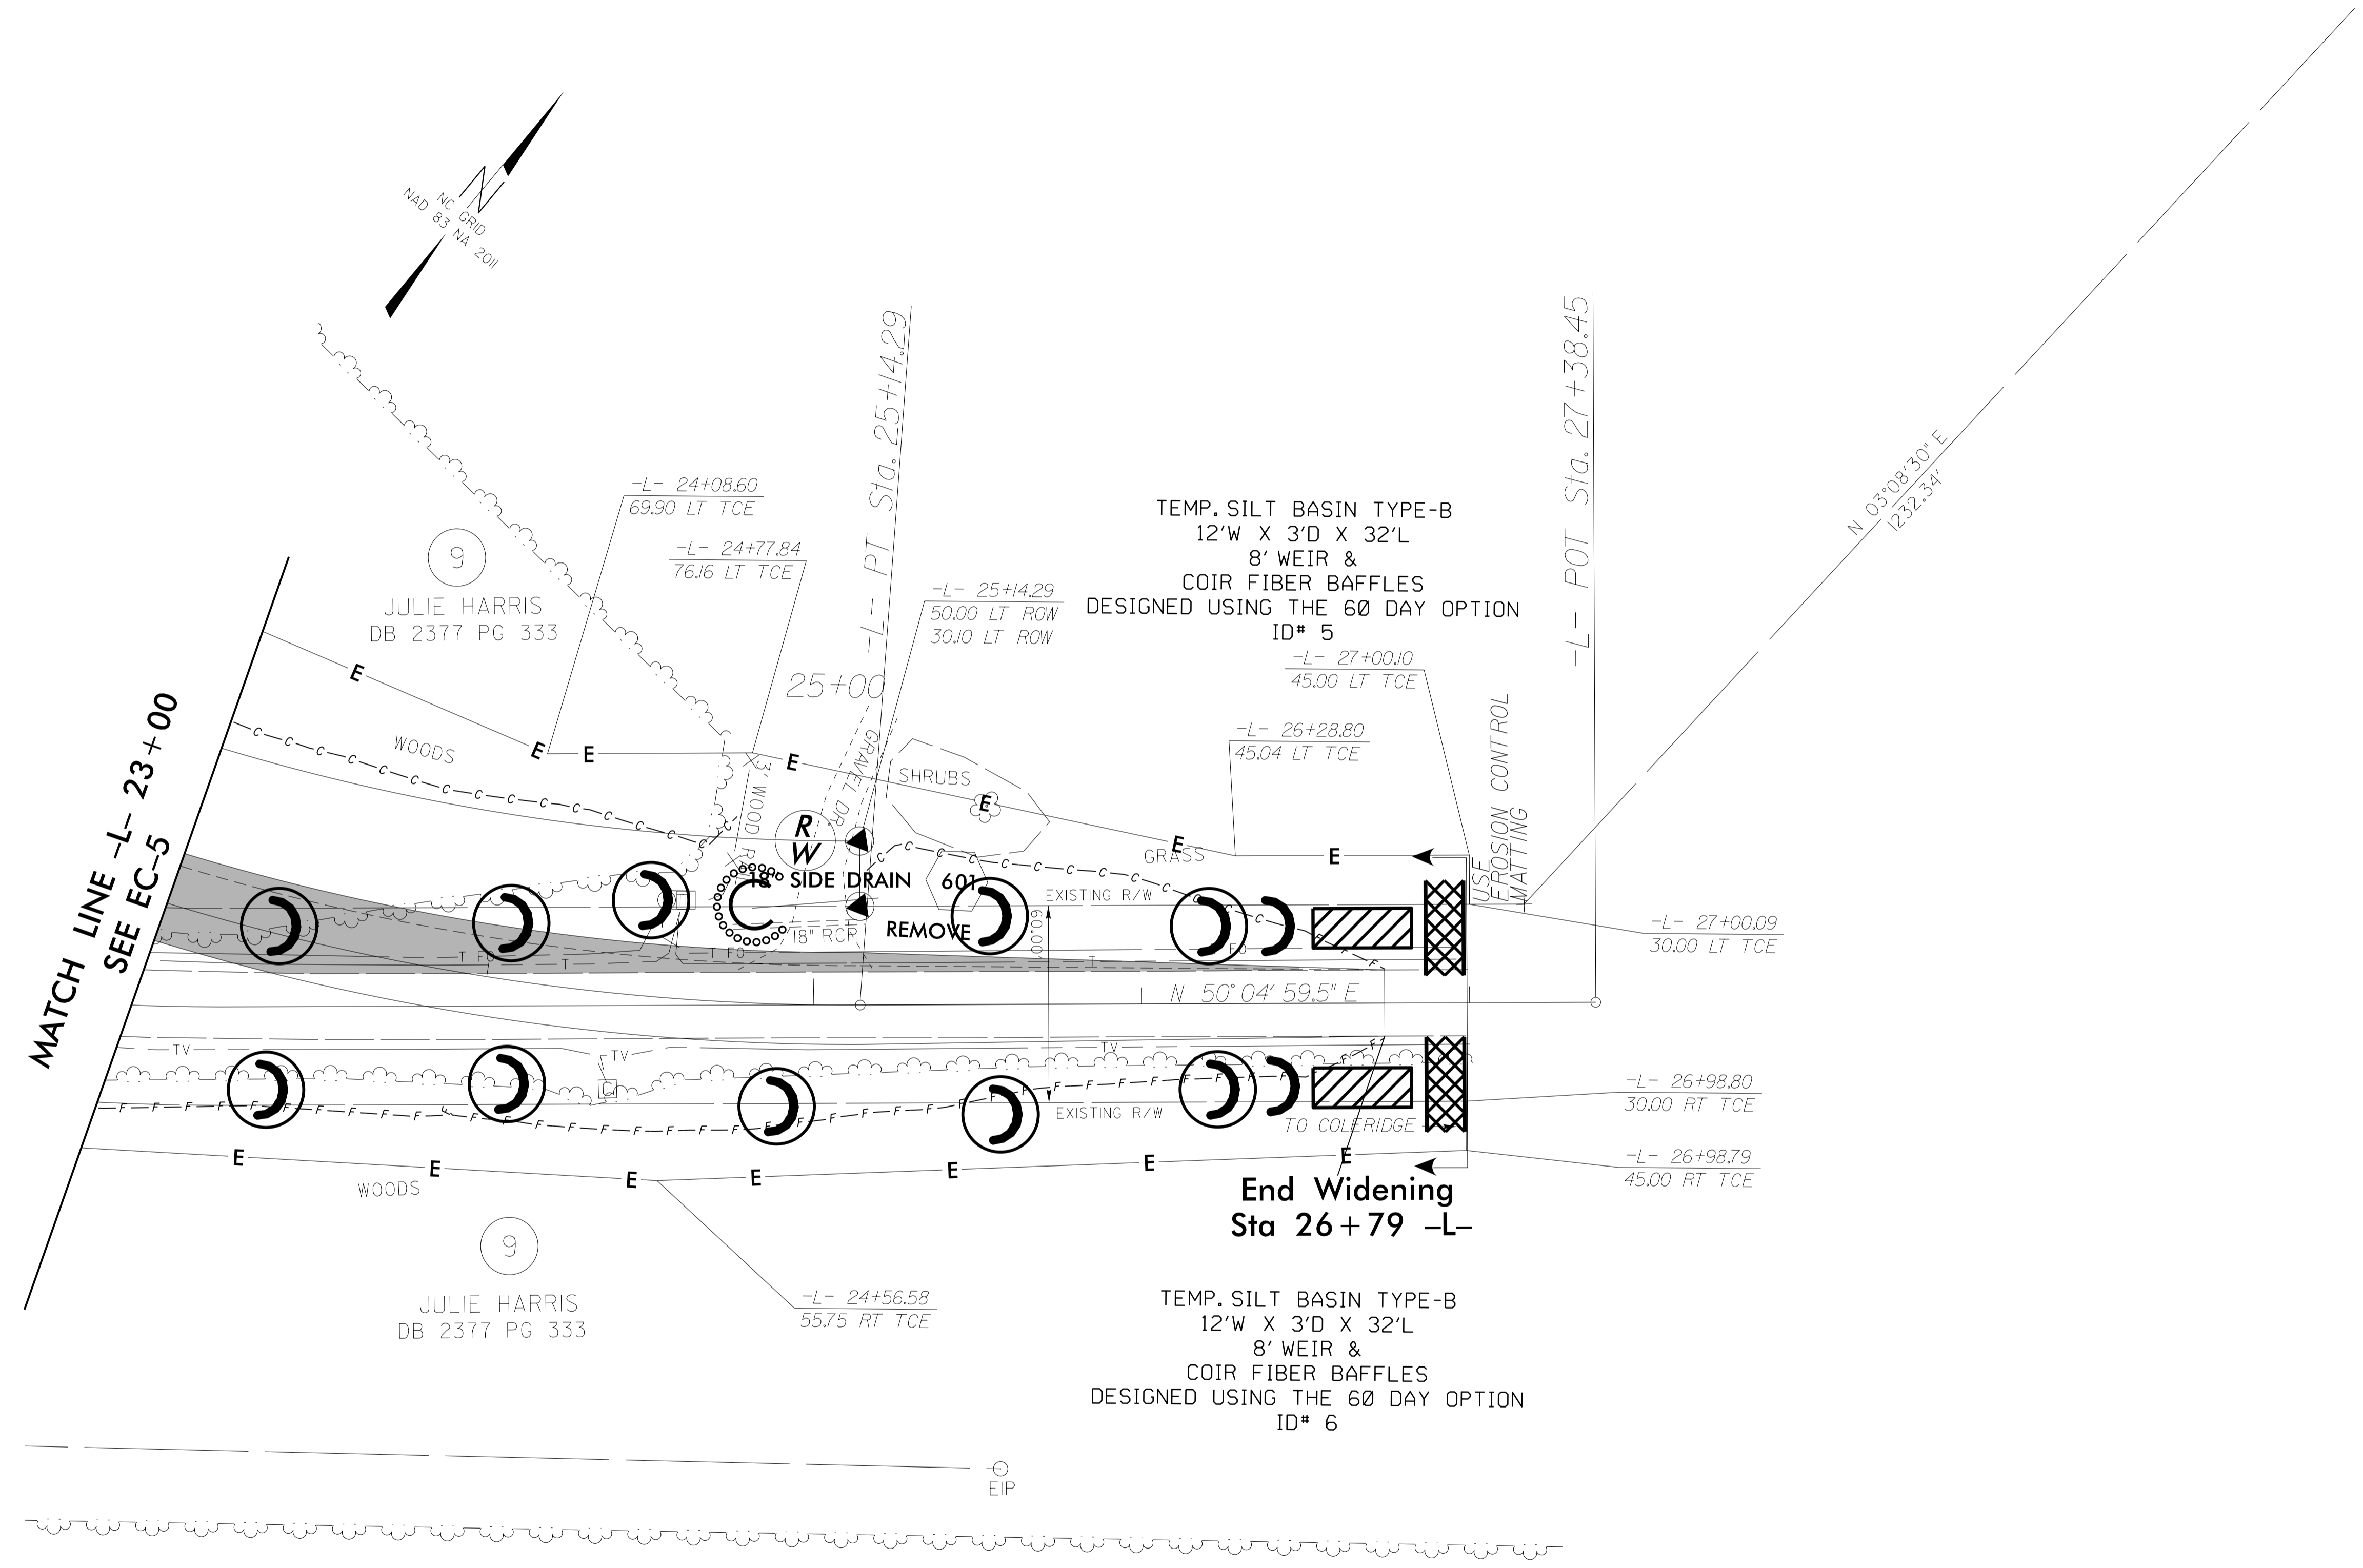 N
NC GRID
NAD 83 NA 2011
-L- PT Sta. 25+14.29
-L- POT Sta. 27+38.45
N 03°08'30" E
1232.34'
-L- 24+08.60
69.90 LT TCE
-L- 24+77.84
76.16 LT TCE
-L- 25+14.29
50.00 LT ROW
30.10 LT ROW
TEMP. SILT BASIN TYPE-B
12'W X 3'D X 32'L
8' WEIR &
COIR FIBER BAFFLES
DESIGNED USING THE 60 DAY OPTION
ID# 5
9
JULIE HARRIS
DB 2377 PG 333
-L- 27+00.10
45.00 LT TCE
-L- 26+28.80
45.04 LT TCE
25+00
MATCH LINE -L- 23+00
SEE EC-5
WOODS
3' WOOD
GRAVEL DR
SHRUBS
R
W
GRASS
USE
EROSION CONTROL
MATTING
18" SIDE DRAIN
601
EXISTING R/W
60.00'
18" RCP
REMOVE
T FO
T
T FO
T
FO
-L- 27+00.09
30.00 LT TCE
N 50°04'59.5" E
TV
TV
TV
EXISTING R/W
TO COLERIDGE
-L- 26+98.80
30.00 RT TCE
-L- 26+98.79
45.00 RT TCE
E E E E E E E
E E E E E E E
C C C C C C C C
F F F F F F F F
WOODS
End Widening
Sta 26+79 -L-
9
JULIE HARRIS
DB 2377 PG 333
-L- 24+56.58
55.75 RT TCE
TEMP. SILT BASIN TYPE-B
12'W X 3'D X 32'L
8' WEIR &
COIR FIBER BAFFLES
DESIGNED USING THE 60 DAY OPTION
ID# 6
EIP